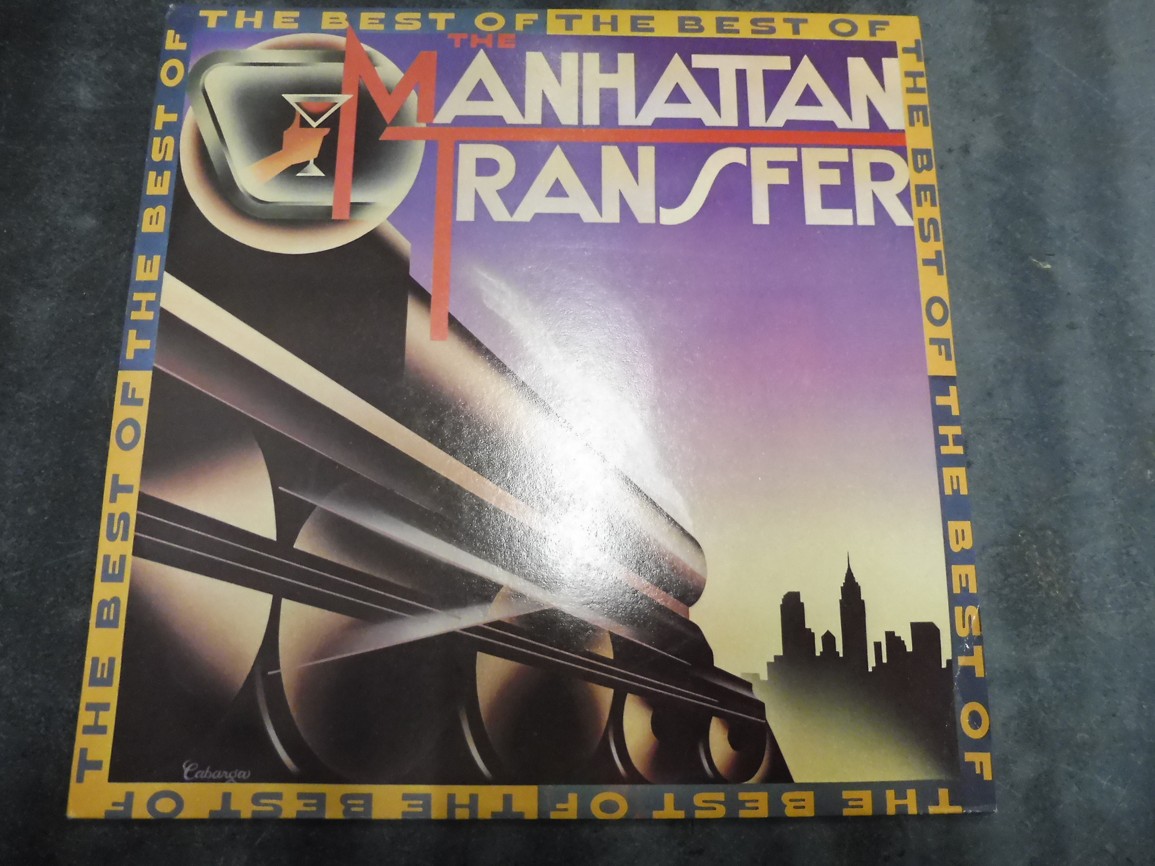 THE BEST OF THE BEST OF
THE
MANHATTAN
TRANSFER
THE BEST OF THE BEST OF
THE BEST OF THE BEST OF
THE BEST OF THE BEST OF
Cabarga